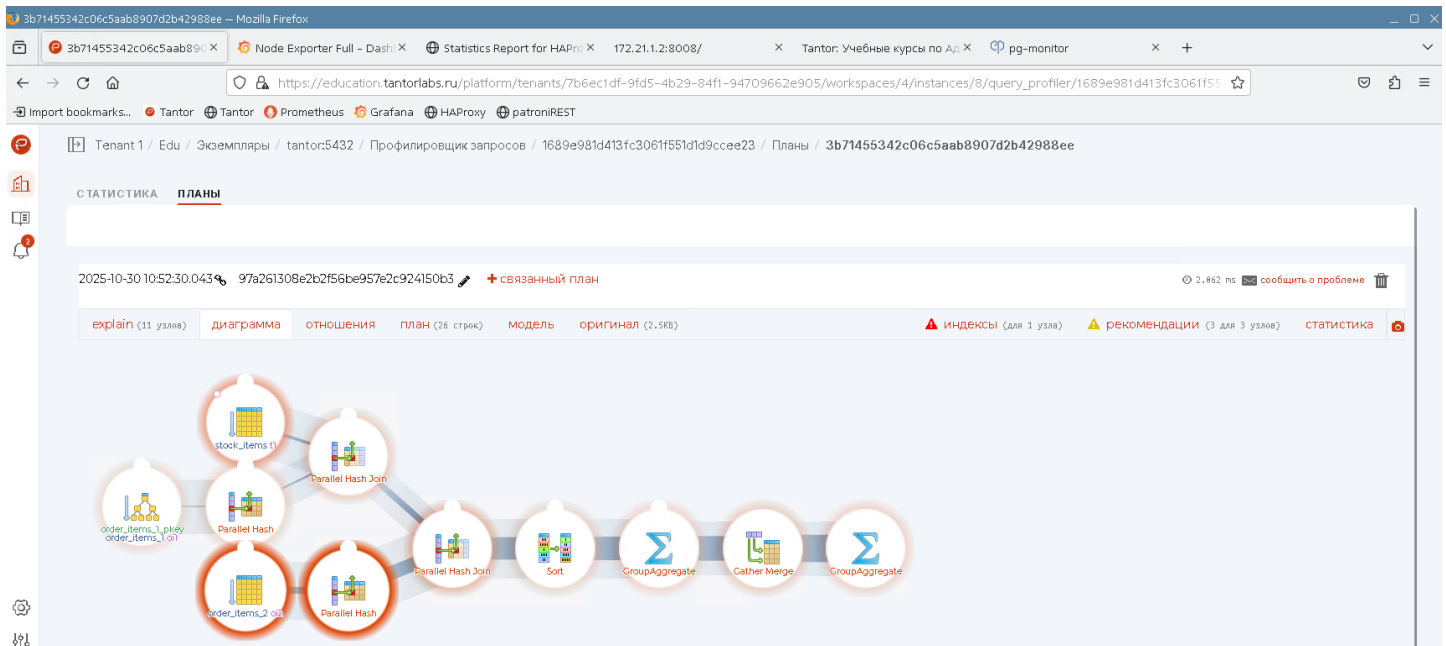 3b71455342c06c5aab8907d2b42988ee — Mozilla Firefox
3b71455342c06c5aab890
Node Exporter Full - Dashl
Statistics Report for HAPro
172.21.1.2:8008/
Tantor: Учебные курсы по Ад
pg-monitor
https://education.tantorlabs.ru/platform/tenants/7b6ec1df-9fd5-4b29-84f1-94709662e905/workspaces/4/instances/8/query_profiler/1689e981d413fc3061f55
Import bookmarks... Tantor Tantor Prometheus Grafana HAProxy patroniREST
Tenant 1 / Edu / Экземпляры / tantor:5432 / Профилировщик запросов / 1689e981d413fc3061f551d1d9ccee23 / Планы / 3b71455342c06c5aab8907d2b42988ee
СТАТИСТИКА ПЛАНЫ
2
2025-10-30 10:52:30.043 97a261308e2b2f56be957e2c924150b3 + связанный план 2.062 ms сообщить о проблеме
explain (11 узлов) диаграмма отношения план (26 строк) модель оригинал (2.5KB) индексы (для 1 узла) рекомендации (3 для 3 узлов) статистика
stock_items t1
Parallel Hash Join
order_items_1_pkey
order_items_1 oi1
Parallel Hash
Parallel Hash Join
Sort
GroupAggregate
Gather Merge
GroupAggregate
order_items_2 oi2
Parallel Hash